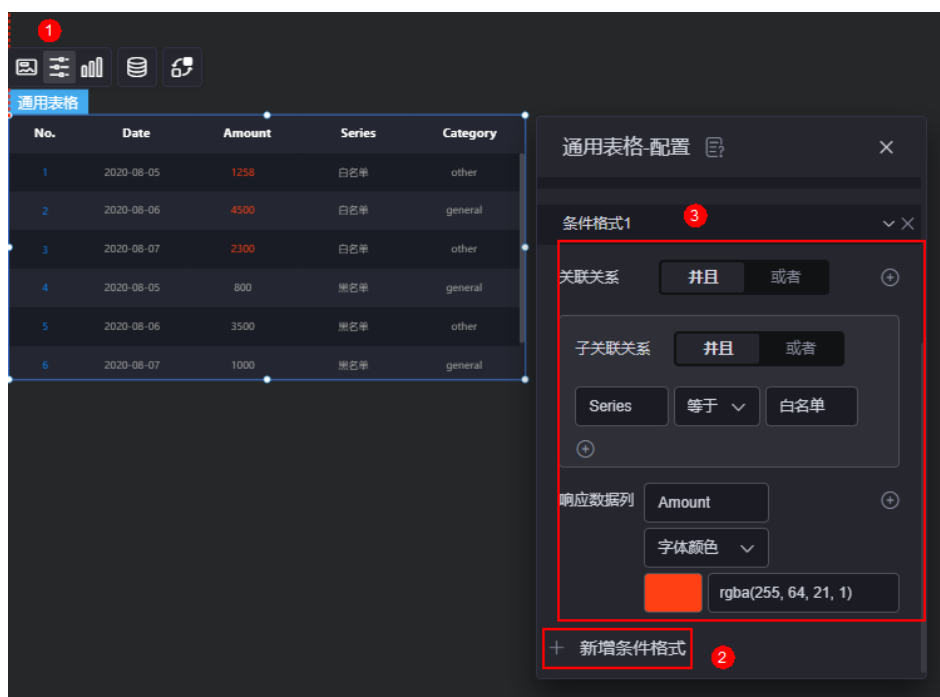 1
通用表格
No. Date Amount Series Category
1 2020-08-05 1258 白名单 other
2 2020-08-06 4500 白名单 general
3 2020-08-07 2300 白名单 other
4 2020-08-05 800 黑名单 general
5 2020-08-06 3500 黑名单 other
6 2020-08-07 1000 黑名单 general
通用表格-配置
条件格式1
3
关联关系 并且 或者
子关联关系 并且 或者
Series 等于 白名单
响应数据列 Amount
字体颜色
rgba(255, 64, 21, 1)
新增条件格式
2